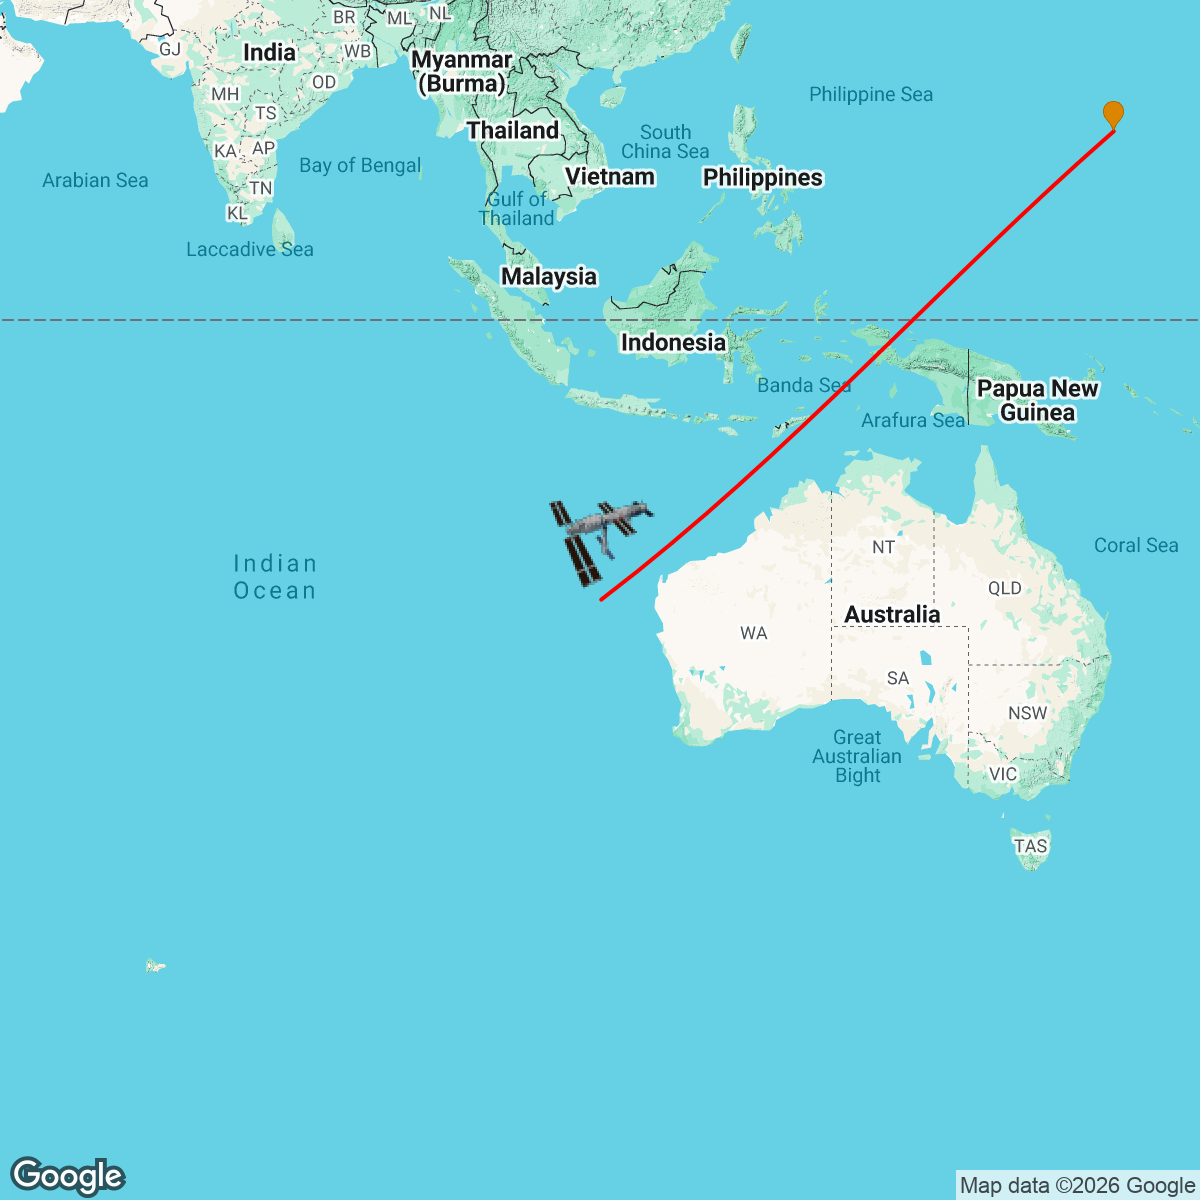 BR
ML
NL
GJ
India
WB
Myanmar
(Burma)
OD
MH
TS
Philippine Sea
Thailand
South
China Sea
KA
AP
Bay of Bengal
Arabian Sea
TN
Vietnam
Philippines
KL
Gulf of
Thailand
Laccadive Sea
Malaysia
Indonesia
Banda Sea
Papua New
Guinea
Arafura Sea
Indian
Ocean
NT
Coral Sea
QLD
Australia
WA
SA
NSW
Great
Australian
Bight
VIC
TAS
Google
Map data ©2026 Google